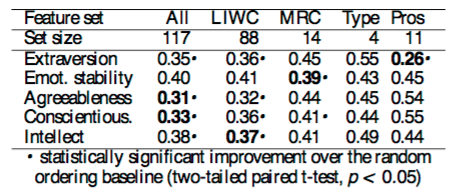 Feature set All LIWC MRC Type Pros
Set size 117 88 14 4 11
Extraversion 0.35• 0.36• 0.45 0.55 0.26•
Emot. stability 0.40 0.41 0.39• 0.43 0.45
Agreeableness 0.31• 0.32• 0.44 0.45 0.54
Conscientious. 0.33• 0.36• 0.41• 0.44 0.55
Intellect 0.38• 0.37• 0.41 0.49 0.44
• statistically significant improvement over the random
ordering baseline (two-tailed paired t-test, p < 0.05)